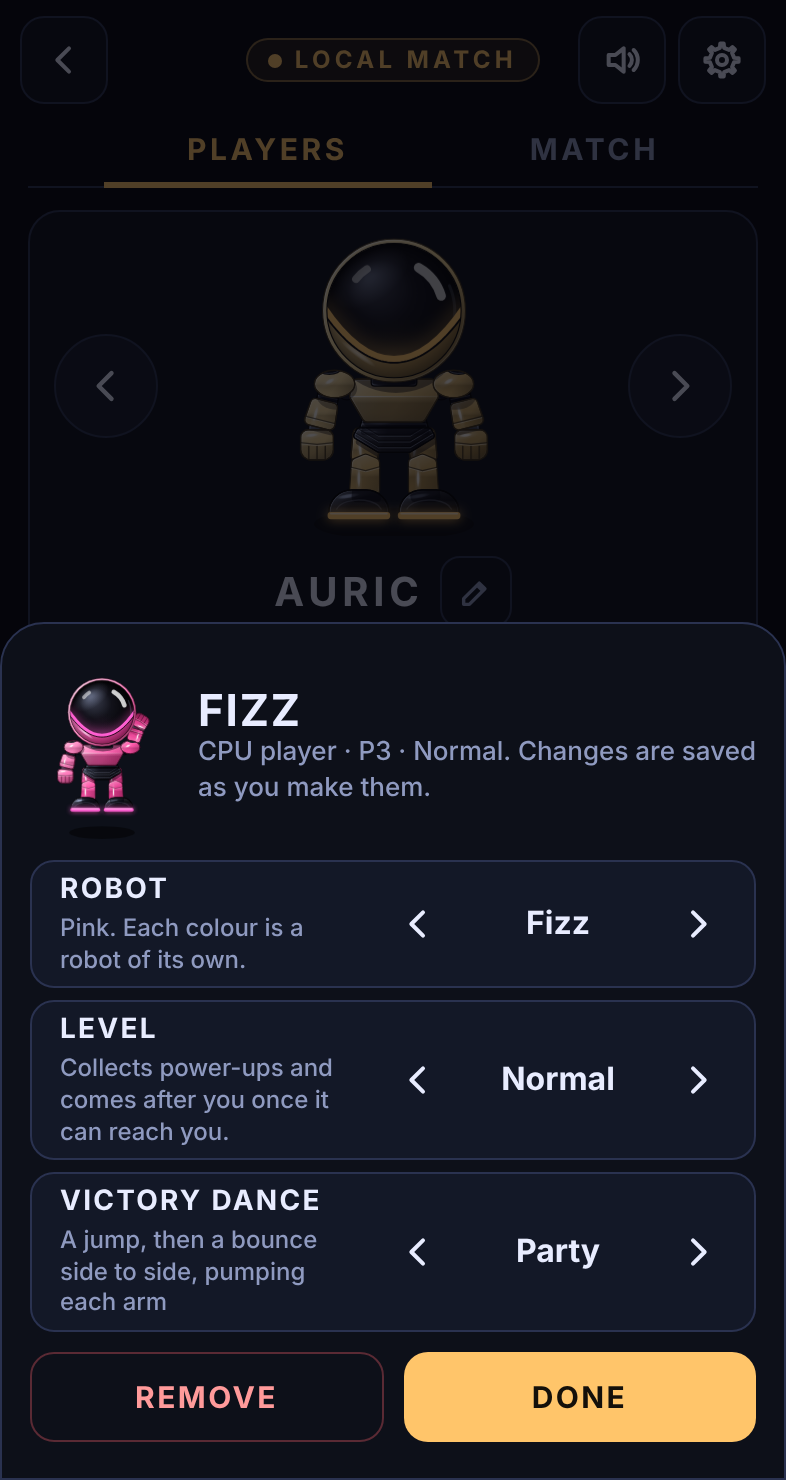 LOCAL MATCH
PLAYERS
MATCH
AURIC
FIZZ
CPU player · P3 · Normal. Changes are saved
as you make them.
ROBOT
Pink. Each colour is a
robot of its own.
Fizz
LEVEL
Collects power-ups and
comes after you once it
can reach you.
Normal
VICTORY DANCE
A jump, then a bounce
side to side, pumping
each arm
Party
REMOVE
DONE